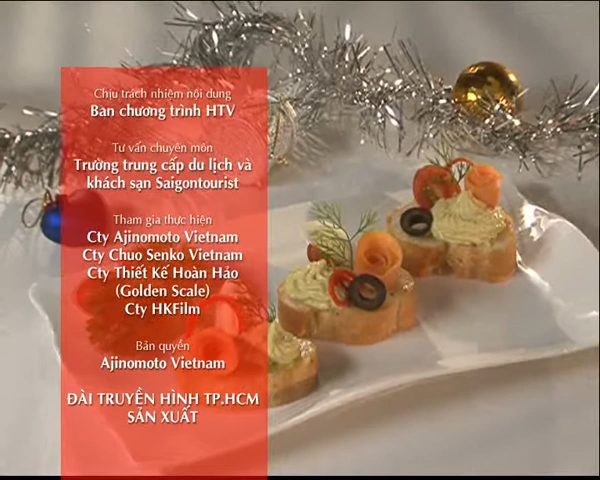 Chịu trách nhiệm nội dung
Ban chương trình HTV
Tư vấn chuyên môn
Trường trung cấp du lịch và
khách sạn Saigontourist
Tham gia thực hiện
Cty Ajinomoto Vietnam
Cty Chuo Senko Vietnam
Cty Thiết Kế Hoàn Hảo
(Golden Scale)
Cty HKFilm
Bản quyền
Ajinomoto Vietnam
ĐÀI TRUYỀN HÌNH TP.HCM
SẢN XUẤT